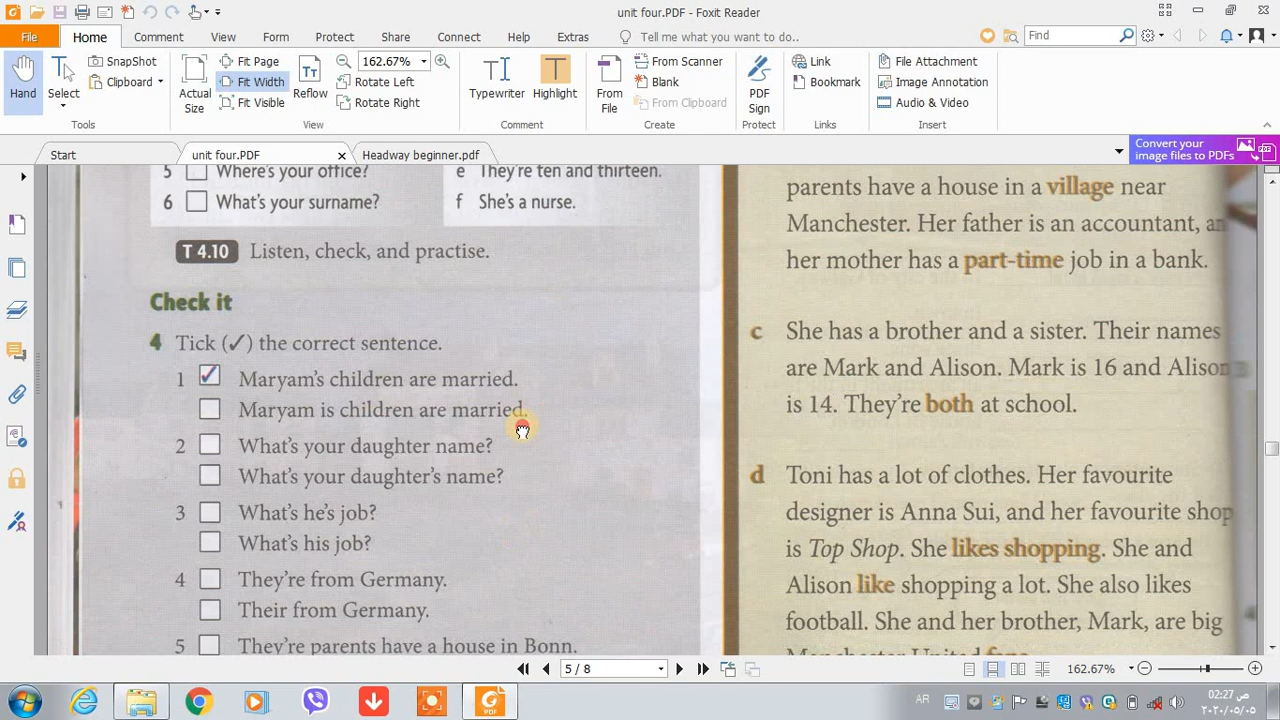 unit four.PDF - Foxit Reader
File
Home
Comment
View
Form
Protect
Share
Connect
Help
Extras
Tell me what you want to do..
Find
Hand
Select
SnapShot
Clipboard
Tools
Actual Size
Fit Page
Fit Width
Fit Visible
Reflow
162.67%
Rotate Left
Rotate Right
View
Typewriter
Highlight
Comment
From File
From Scanner
Blank
From Clipboard
Create
PDF Sign
Protect
Link
Bookmark
Links
File Attachment
Image Annotation
Audio & Video
Insert
Start
unit four.PDF
Headway beginner.pdf
Convert your
image files to PDFs
5 Where's your office?
6 What's your surname?
e They're ten and thirteen.
f She's a nurse.
T 4.10 Listen, check, and practise.
Check it
4 Tick (✓) the correct sentence.
1 ✓ Maryam's children are married.
Maryam is children are married.
2 What's your daughter name?
What's your daughter's name?
3 What's he's job?
What's his job?
4 They're from Germany.
Their from Germany.
5 They're parents have a house in Bonn.
parents have a house in a village near
Manchester. Her father is an accountant,
her mother has a part-time job in a bank.
c She has a brother and a sister. Their names
are Mark and Alison. Mark is 16 and Alison
is 14. They're both at school.
d Toni has a lot of clothes. Her favourite
designer is Anna Sui, and her favourite shop
is Top Shop. She likes shopping. She and
Alison like shopping a lot. She also likes
football. She and her brother, Mark, are big
Manchester United fans
5 / 8
162.67%
AR
02:27 ص
٢٠٢٠/٠٥/٠٥